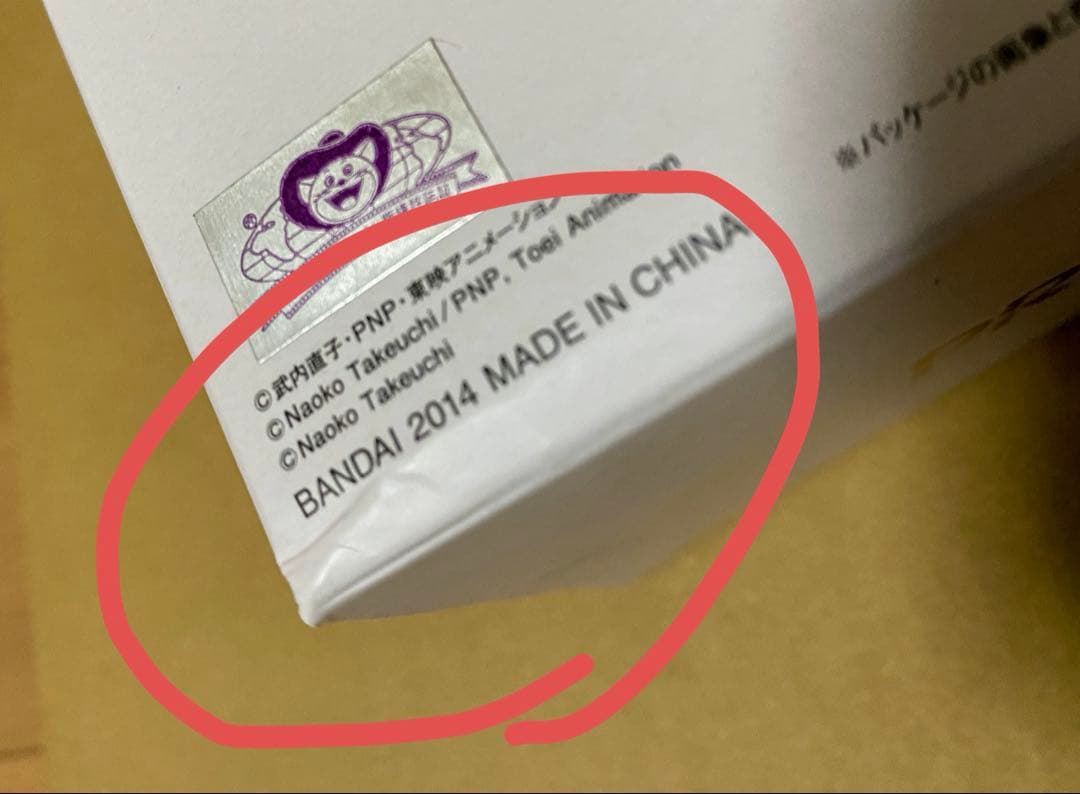 ©武内直子・PNP・東映アニメーション
©Naoko Takeuchi/PNP, Toei Animation
©Naoko Takeuchi
BANDAI 2014 MADE IN CHINA
※パッケージの画像と